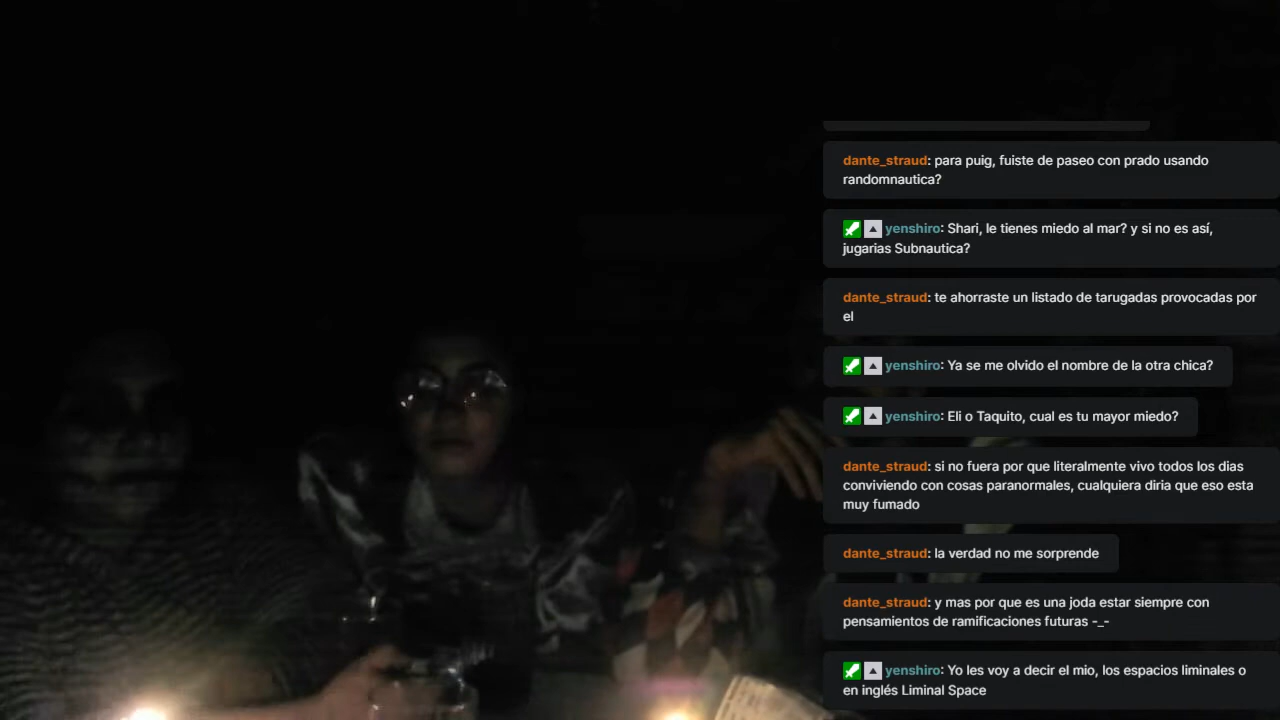 dante_straud: para puig, fuiste de paseo con prado usando
randomnautica?
yenshiro: Shari, le tienes miedo al mar? y si no es así,
jugarias Subnautica?
dante_straud: te ahorraste un listado de tarugadas provocadas por
el
yenshiro: Ya se me olvido el nombre de la otra chica?
yenshiro: Eli o Taquito, cual es tu mayor miedo?
dante_straud: si no fuera por que literalmente vivo todos los dias
conviviendo con cosas paranormales, cualquiera diria que eso esta
muy fumado
dante_straud: la verdad no me sorprende
dante_straud: y mas por que es una joda estar siempre con
pensamientos de ramificaciones futuras -_-
yenshiro: Yo les voy a decir el mio, los espacios liminales o
en inglés Liminal Space